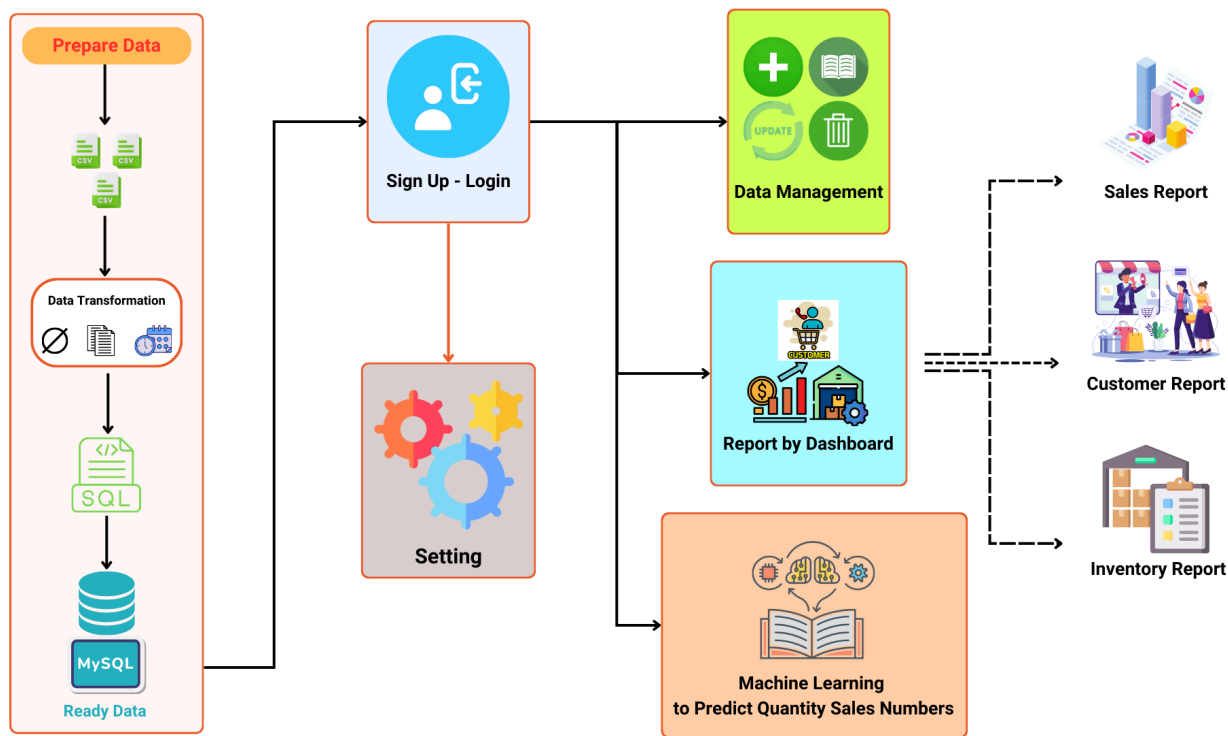 Prepare Data
CSV
CSV
CSV
Data Transformation
</>
SQL
MySQL
Ready Data
Sign Up - Login
Setting
UPDATE
Data Management
CUSTOMER
Report by Dashboard
Machine Learning
to Predict Quantity Sales Numbers
Sales Report
Customer Report
Inventory Report